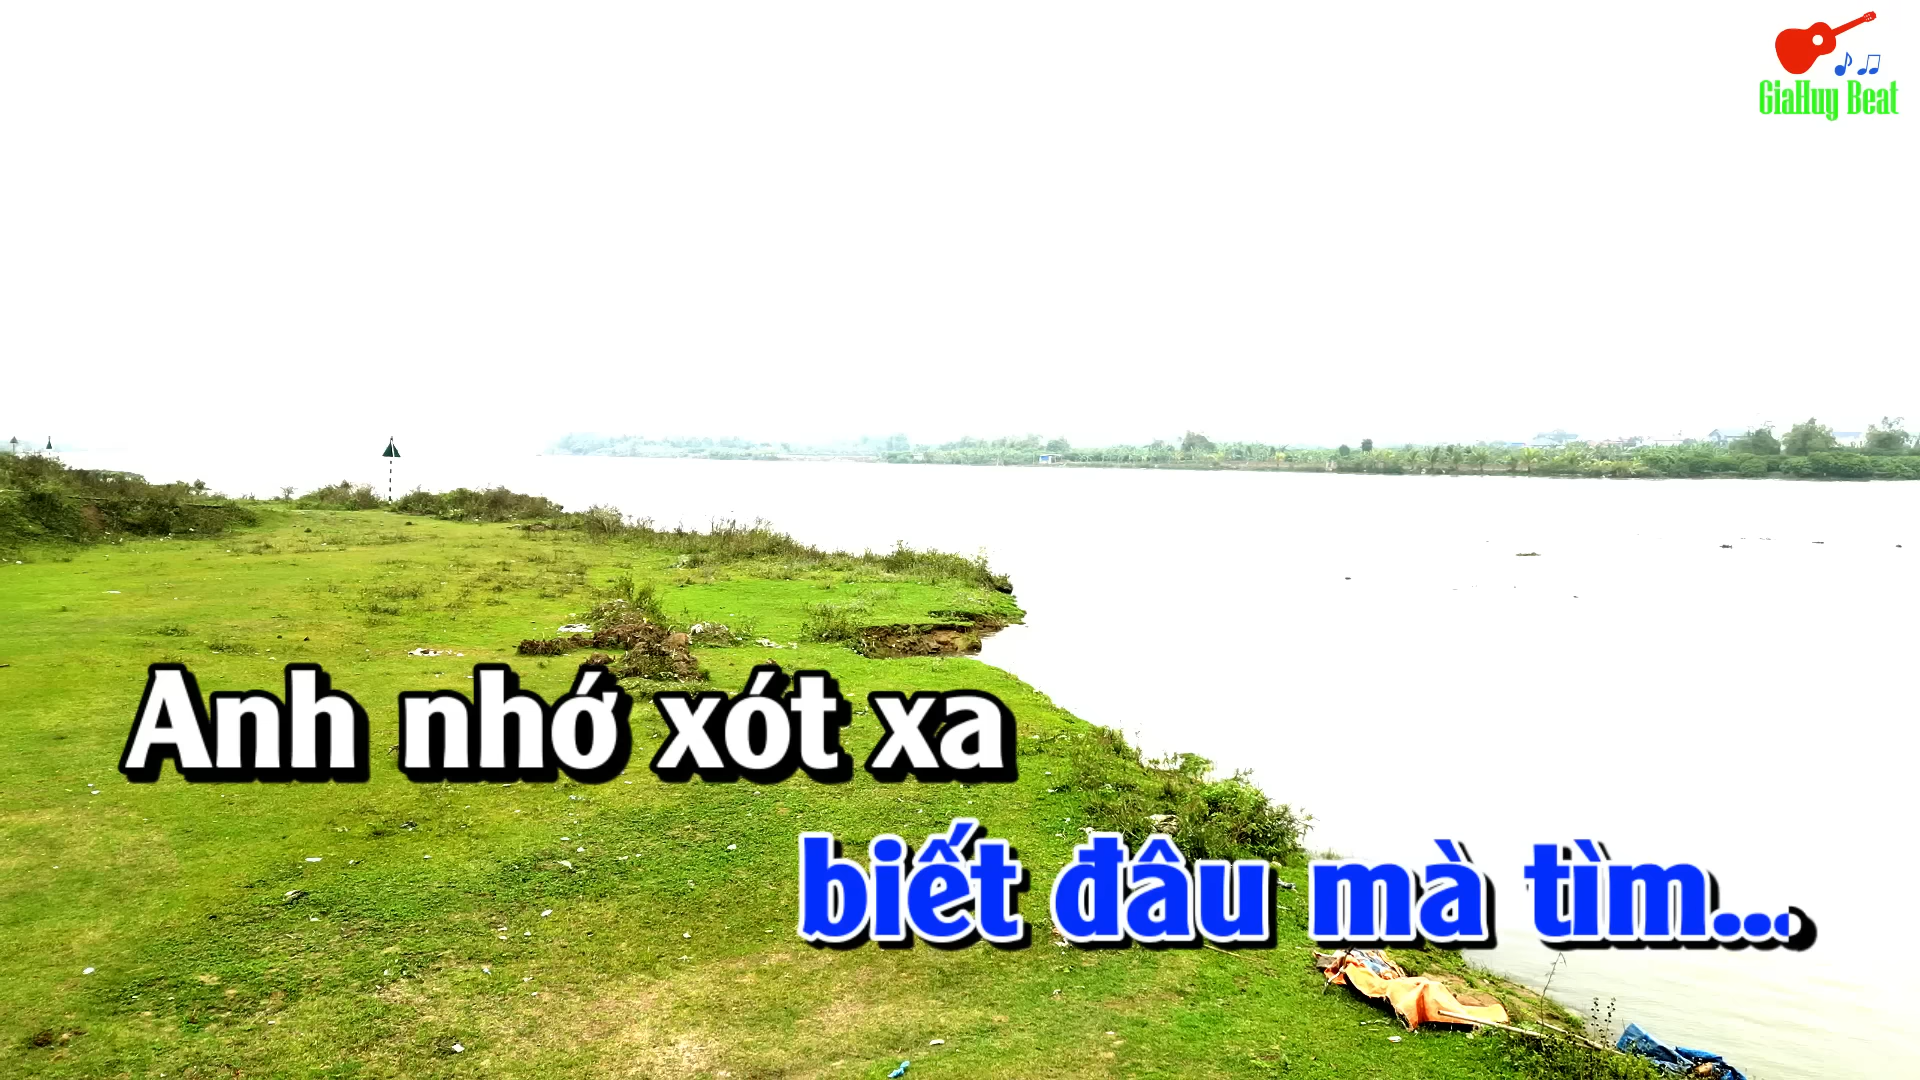 GiaHuy Beat
Anh nhớ xót xa
biết đâu mà tìm...